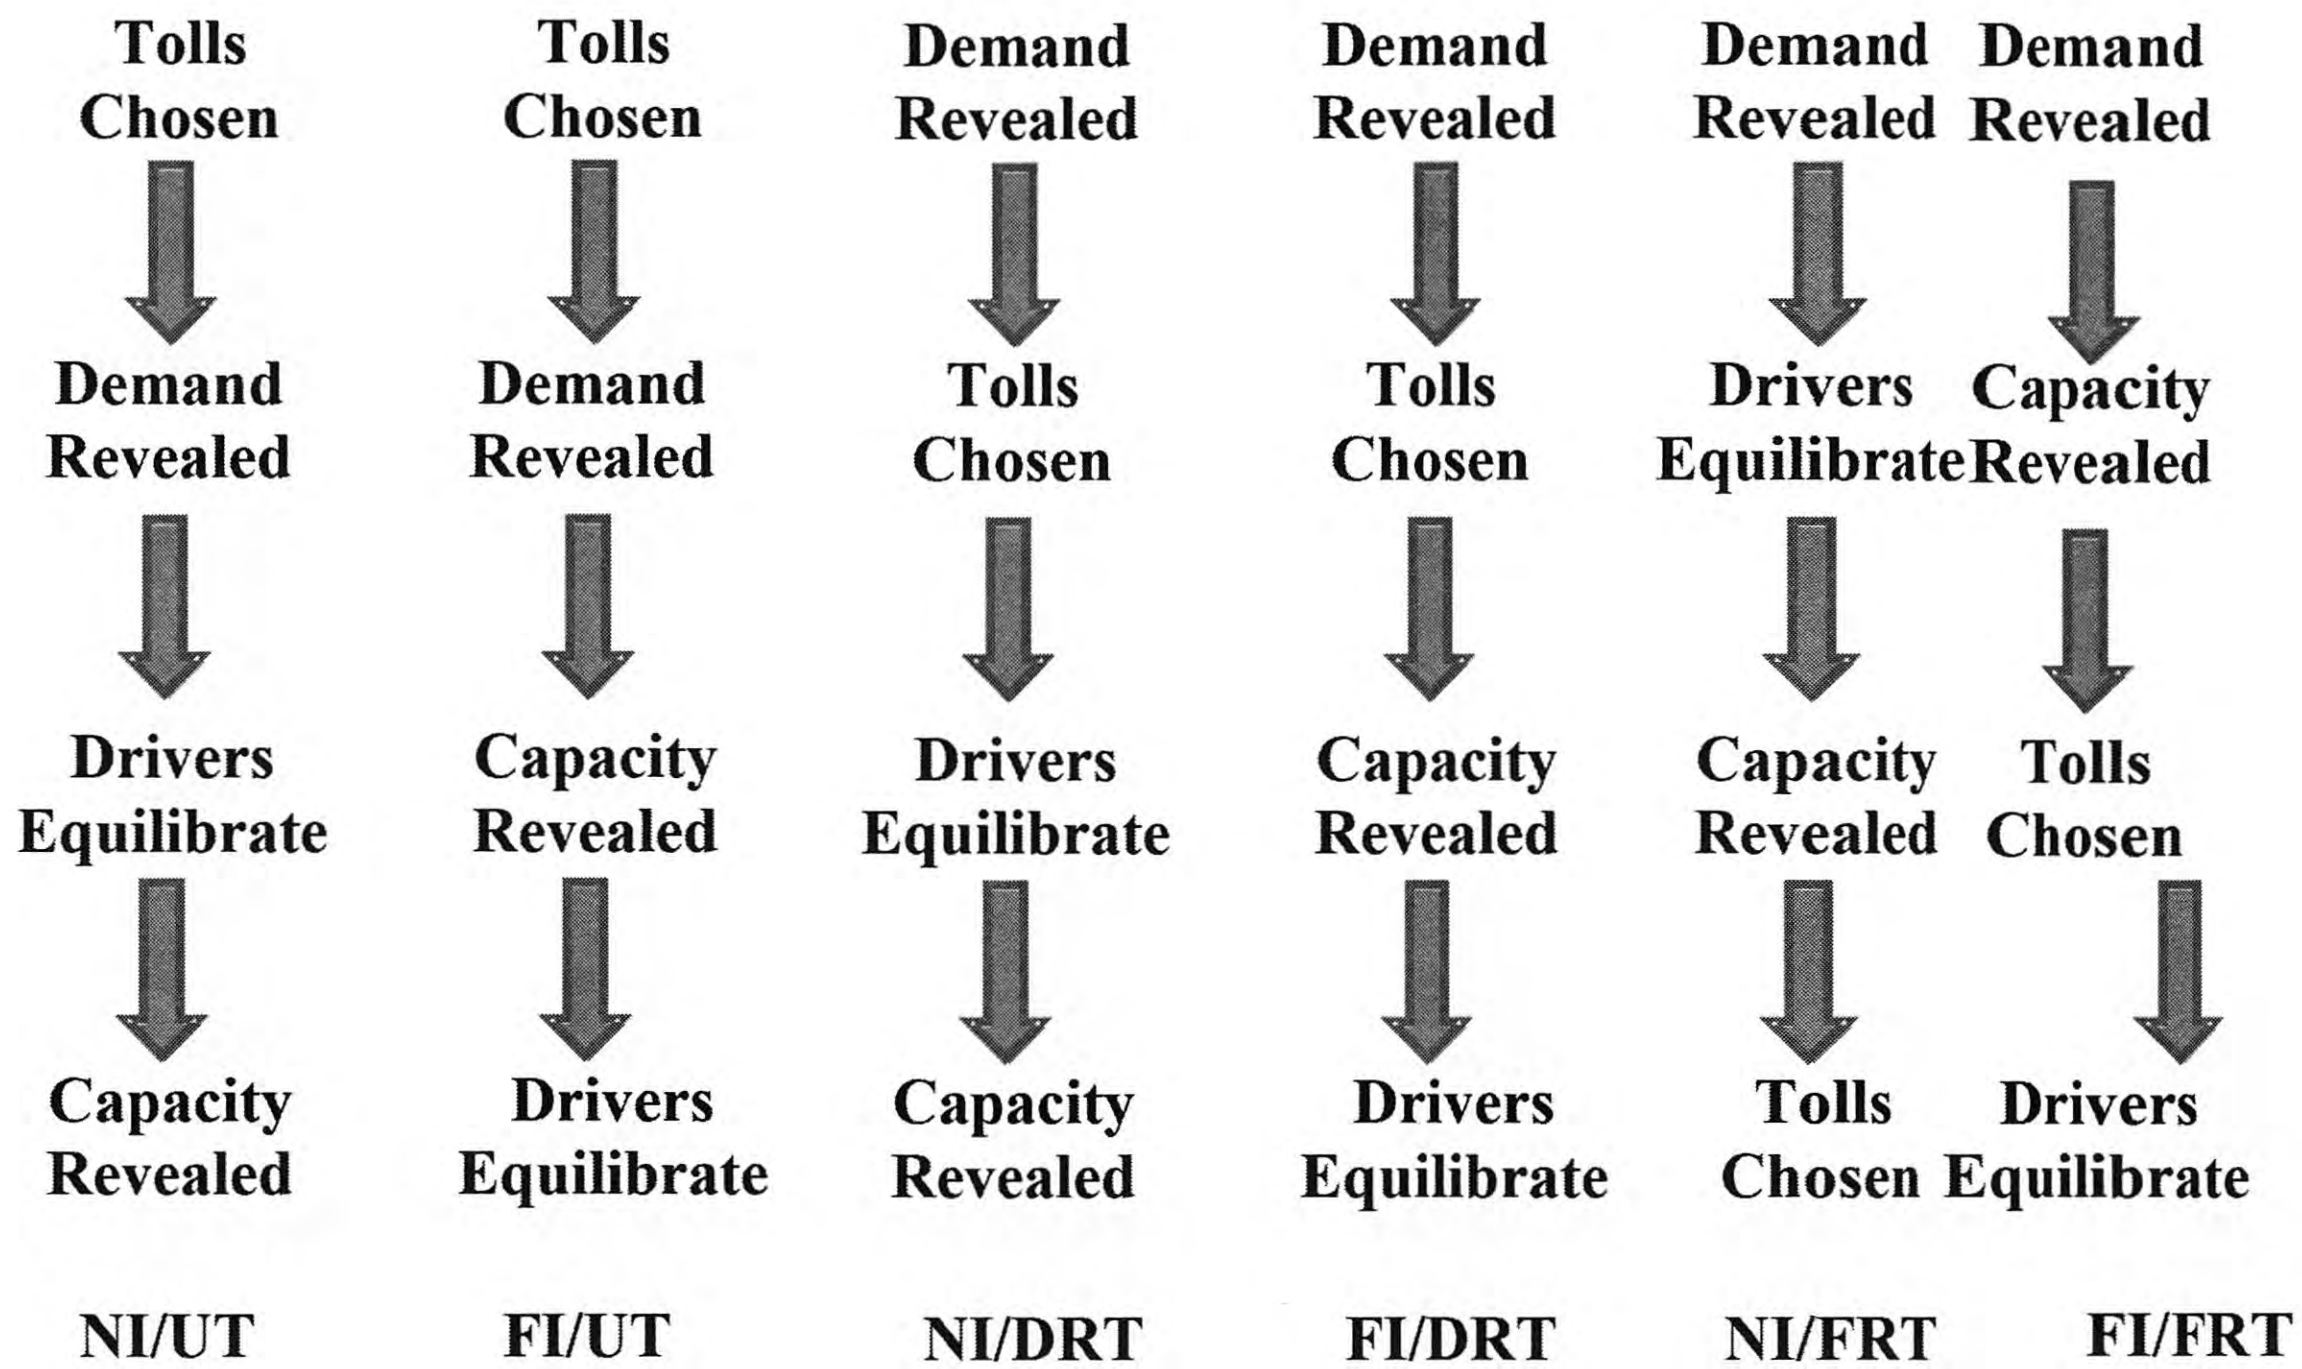 Tolls
Chosen
Demand
Revealed
Drivers
Equilibrate
Capacity
Revealed
NI/UT
Tolls
Chosen
Demand
Revealed
Capacity
Revealed
Drivers
Equilibrate
FI/UT
Demand
Revealed
Tolls
Chosen
Drivers
Equilibrate
Capacity
Revealed
NI/DRT
Demand
Revealed
Tolls
Chosen
Capacity
Revealed
Drivers
Equilibrate
FI/DRT
Demand
Revealed
Drivers
Equilibrate
Capacity
Revealed
Tolls
Chosen
NI/FRT
Demand
Revealed
Capacity
Revealed
Tolls
Chosen
Drivers
Equilibrate
FI/FRT